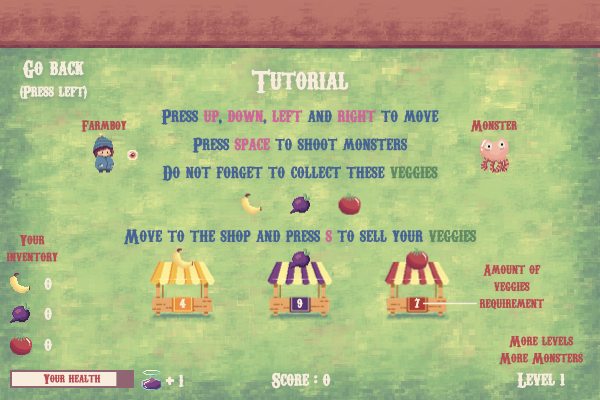 Go back
(Press left)
Tutorial
Press up, down, left and right to move
Farmboy
Monster
Press space to shoot monsters
Do not forget to collect these veggies
Move to the shop and press s to sell your veggies
Your
inventory
0
0
0
4
9
7
Amount of
veggies
requirement
More levels
More monsters
Your health
+ 1
Score : 0
Level 1